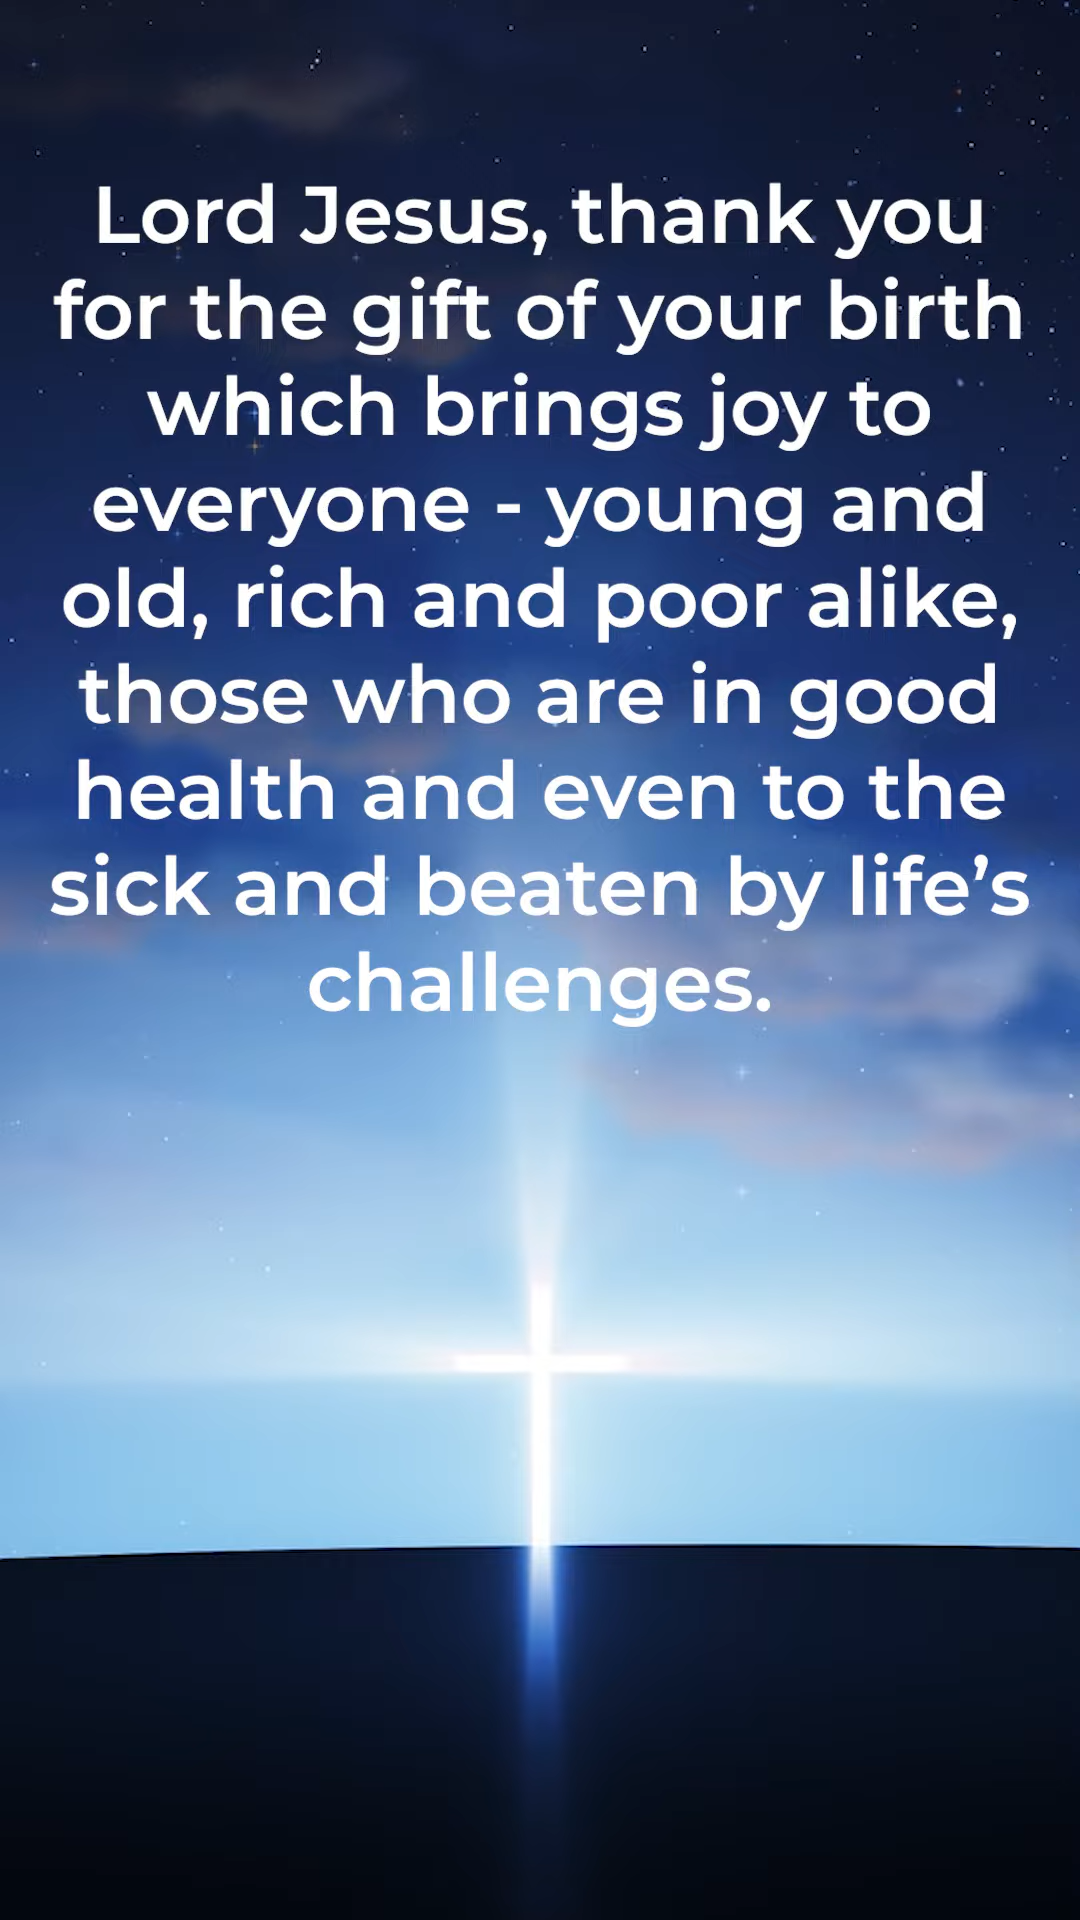 Lord Jesus, thank you
for the gift of your birth
which brings joy to
everyone - young and
old, rich and poor alike,
those who are in good
health and even to the
sick and beaten by life’s
challenges.